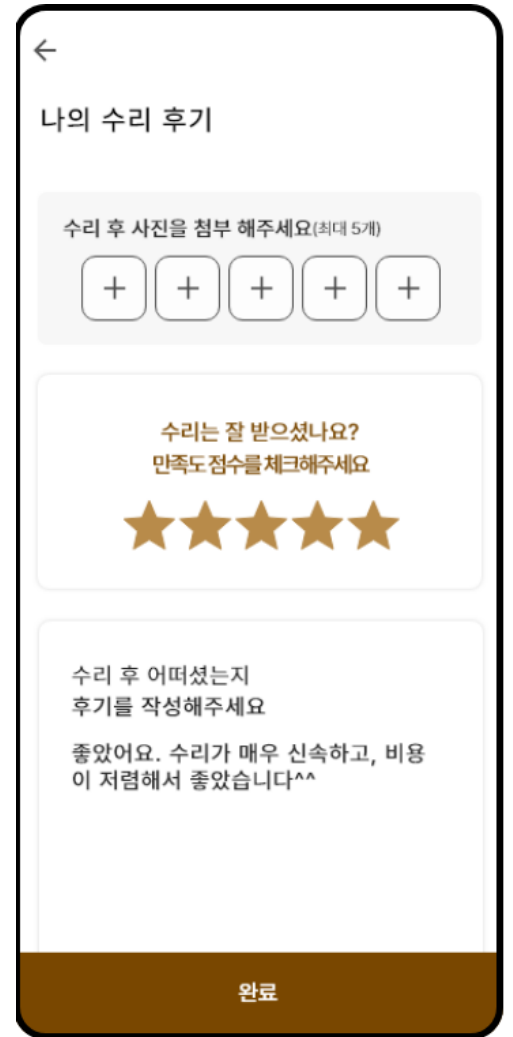 나의 수리 후기
수리 후 사진을 첨부 해주세요(최대 5개)
수리는 잘 받으셨나요?
만족도 점수를 체크해주세요
수리 후 어떠셨는지
후기를 작성해주세요
좋았어요. 수리가 매우 신속하고, 비용
이 저렴해서 좋았습니다^^
완료